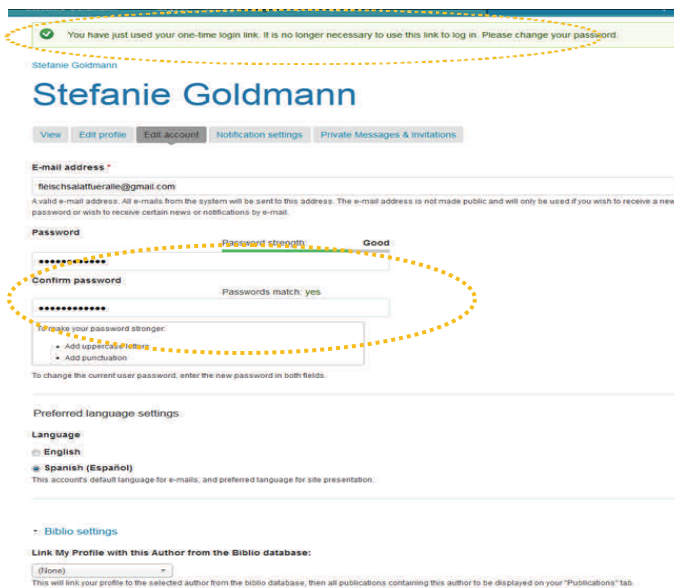 You have just used your one-time login link. It is no longer necessary to use this link to log in. Please change your password.
Stefanie Goldmann
Stefanie Goldmann
View Edit profile Edit account Notification settings Private Messages & Invitations
E-mail address *
fleischsalatfueralle@gmail.com
A valid e-mail address. All e-mails from the system will be sent to this address. The e-mail address is not made public and will only be used if you wish to receive a new
password or wish to receive certain news or notifications by e-mail.
Password
Password strength: Good
Confirm password
Passwords match: yes
To make your password stronger:
Add uppercase letters
Add punctuation
To change the current user password, enter the new password in both fields.
Preferred language settings
Language
English
Spanish (Español)
This account's default language for e-mails, and preferred language for site presentation.
Biblio settings
Link My Profile with this Author from the Biblio database:
(None)
This will link your profile to the selected author from the biblio database, then all publications containing this author to be displayed on your "Publications" tab.